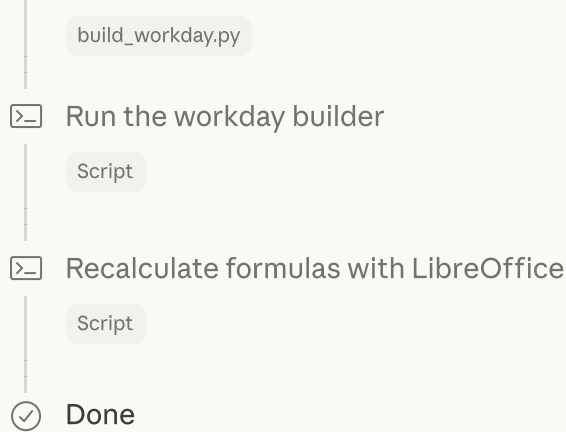 build_workday.py
Run the workday builder
Script
Recalculate formulas with LibreOffice
Script
Done